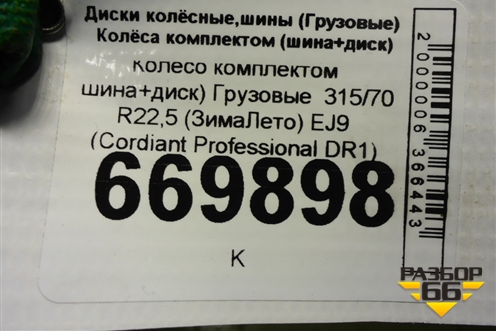 Диски колёсные,шины (Грузовые)
Колёса комплектом (шина+диск)
Колесо комплектом
шина+диск) Грузовые 315/70
R22,5 (ЗимаЛето) EJ9
(Cordiant Professional DR1)
669898
К
2000006366443
РАЗБОР
66